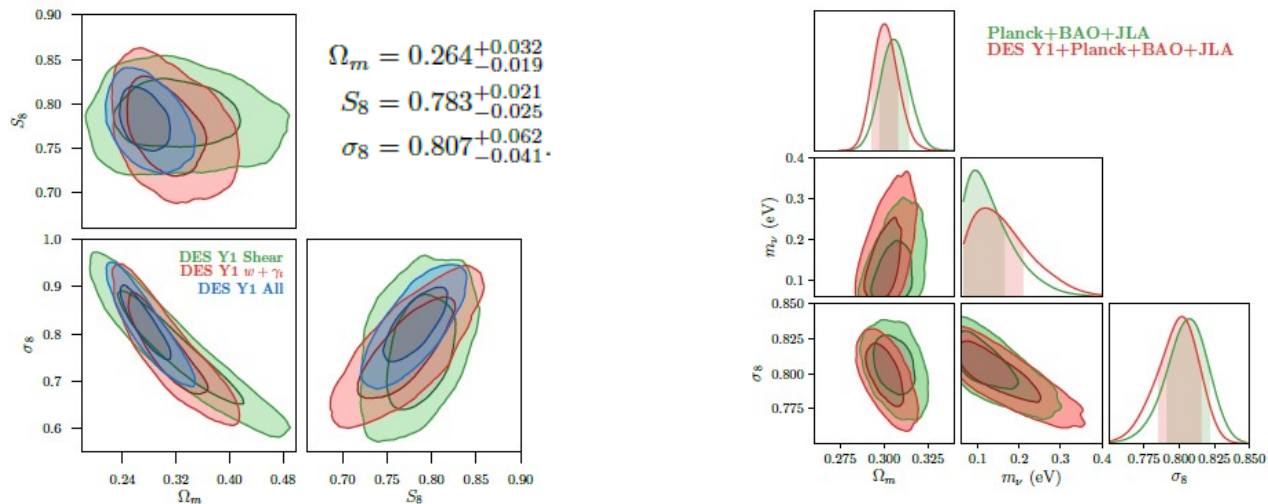 0.90
0.85
0.80
0.75
0.70
S₈
Ωₘ = 0.264⁺⁰·⁰³²₋₀.₀₁₉
S₈ = 0.783⁺⁰·⁰²¹₋₀.₀₂₅
σ₈ = 0.807⁺⁰·⁰⁶²₋₀.₀₄₁.
1.0
0.9
0.8
0.7
0.6
σ₈
DES Y1 Shear
DES Y1 w + γₜ
DES Y1 All
0.24 0.32 0.40 0.48
Ωₘ
0.70 0.75 0.80 0.85 0.90
S₈
Planck+BAO+JLA
DES Y1+Planck+BAO+JLA
0.4
0.3
0.2
0.1
mᵥ (eV)
0.850
0.825
0.800
0.775
σ₈
0.275 0.300 0.325
Ωₘ
0.1 0.2 0.3 0.4
mᵥ (eV)
0.775 0.800 0.825 0.850
σ₈